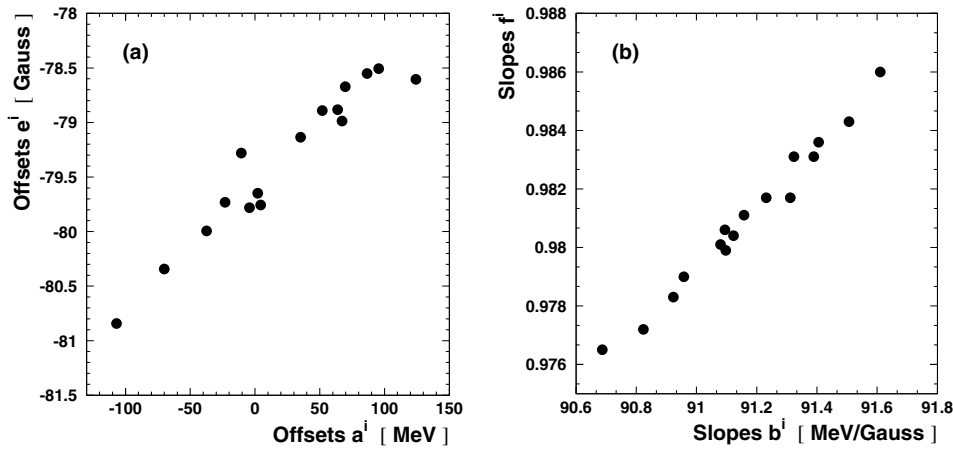 (a)
Offsets e^i [ Gauss]
-78
-78.5
-79
-79.5
-80
-80.5
-81
-81.5
-100 -50 0 50 100 150
Offsets a^i [ MeV]
(b)
Slopes f^i
0.988
0.986
0.984
0.982
0.98
0.978
0.976
90.6 90.8 91 91.2 91.4 91.6 91.8
Slopes b^i [ MeV/Gauss]